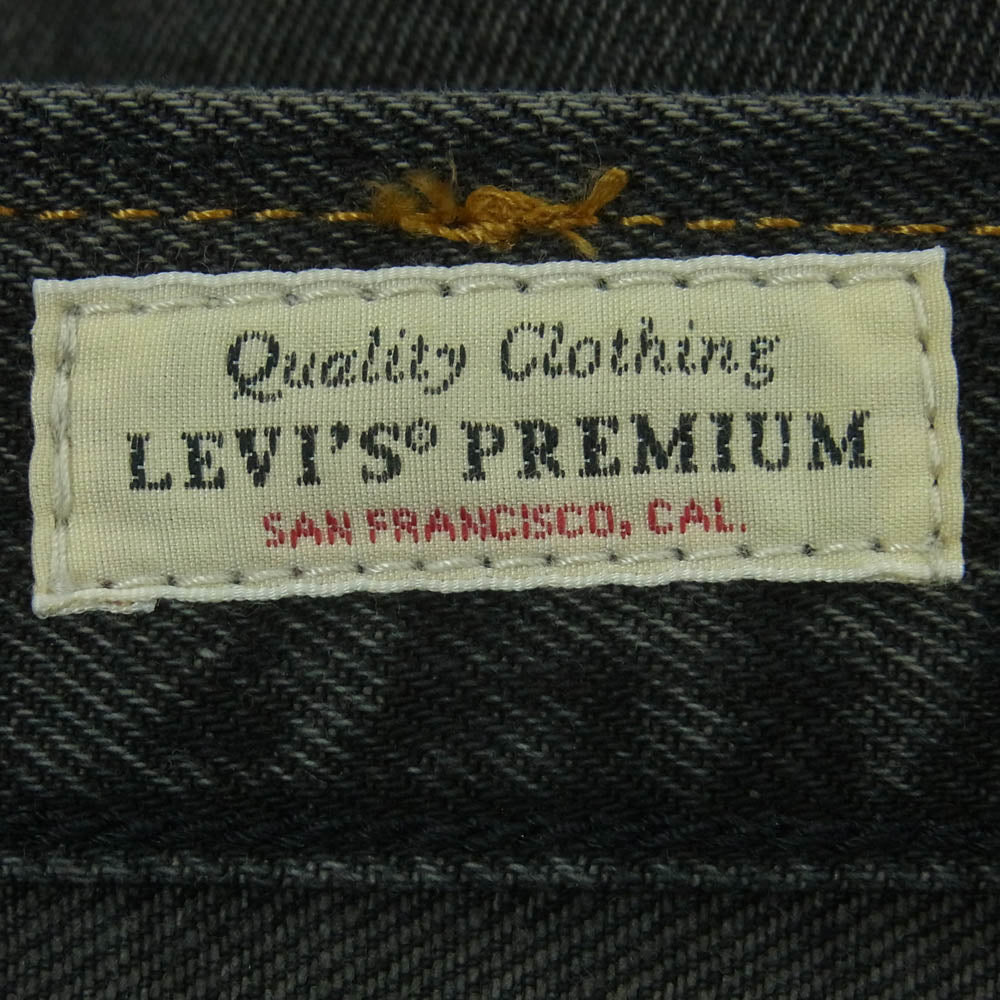 Quality Clothing
LEVI'S® PREMIUM
SAN FRANCISCO, CAL.